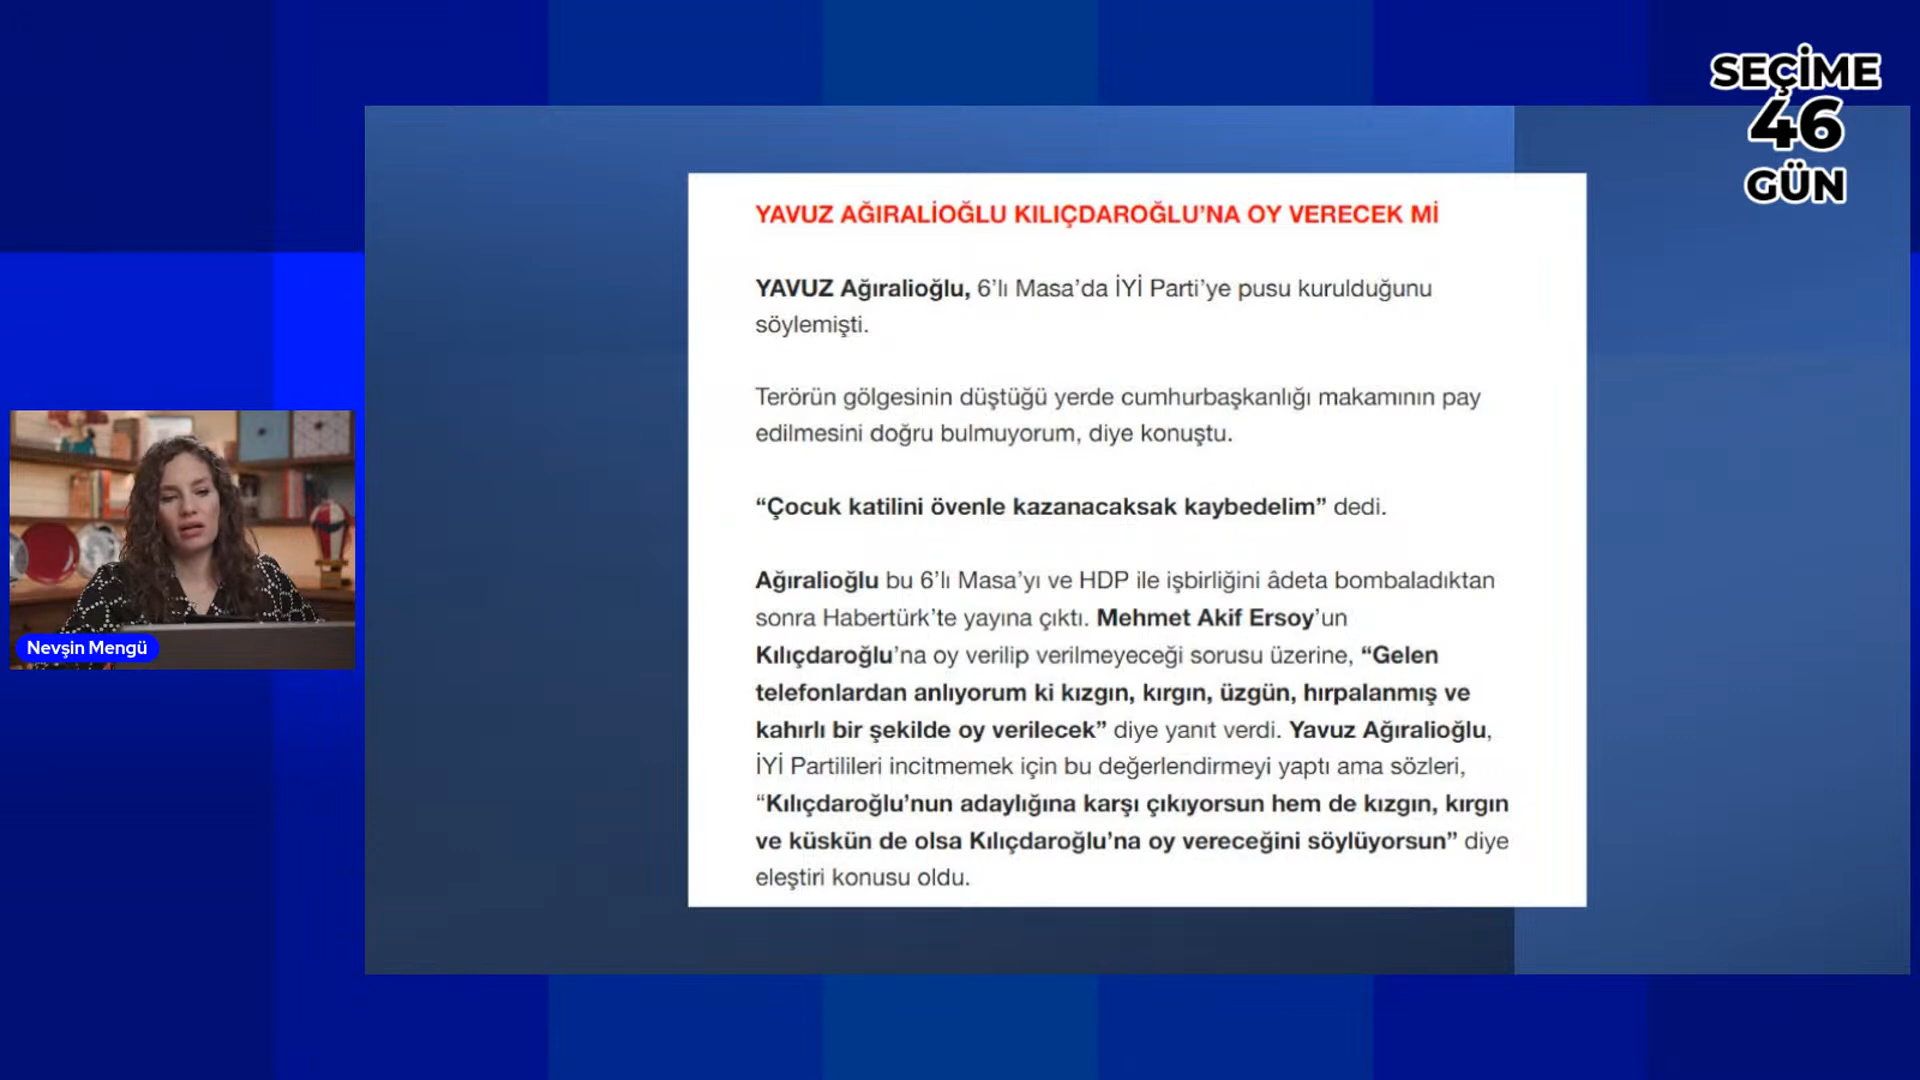 SEÇİME
46
GÜN
YAVUZ AĞIRALİOĞLU KILIÇDAROĞLU’NA OY VERECEK Mİ
YAVUZ Ağıralioğlu, 6’lı Masa’da İYİ Parti’ye pusu kurulduğunu
söylemişti.
Terörün gölgesinin düştüğü yerde cumhurbaşkanlığı makamının pay
edilmesini doğru bulmuyorum, diye konuştu.
“Çocuk katilini övenle kazanacaksak kaybedelim” dedi.
Ağıralioğlu bu 6’lı Masa’yı ve HDP ile işbirliğini âdeta bombaladıktan
sonra Habertürk’te yayına çıktı. Mehmet Akif Ersoy’un
Kılıçdaroğlu’na oy verilip verilmeyeceği sorusu üzerine, “Gelen
telefonlardan anlıyorum ki kızgın, kırgın, üzgün, hırpalanmış ve
kahırlı bir şekilde oy verilecek” diye yanıt verdi. Yavuz Ağıralioğlu,
İYİ Partilileri incitmemek için bu değerlendirmeyi yaptı ama sözleri,
“Kılıçdaroğlu’nun adaylığına karşı çıkıyorsun hem de kızgın, kırgın
ve küskün de olsa Kılıçdaroğlu’na oy vereceğini söylüyorsun” diye
eleştiri konusu oldu.
Nevşin Mengü